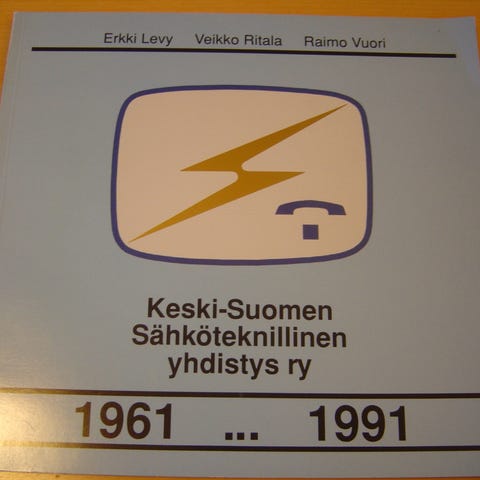 Erkki Levy Veikko Ritala Raimo Vuori
Keski-Suomen
Sähköteknillinen
yhdistys ry
1961 ... 1991